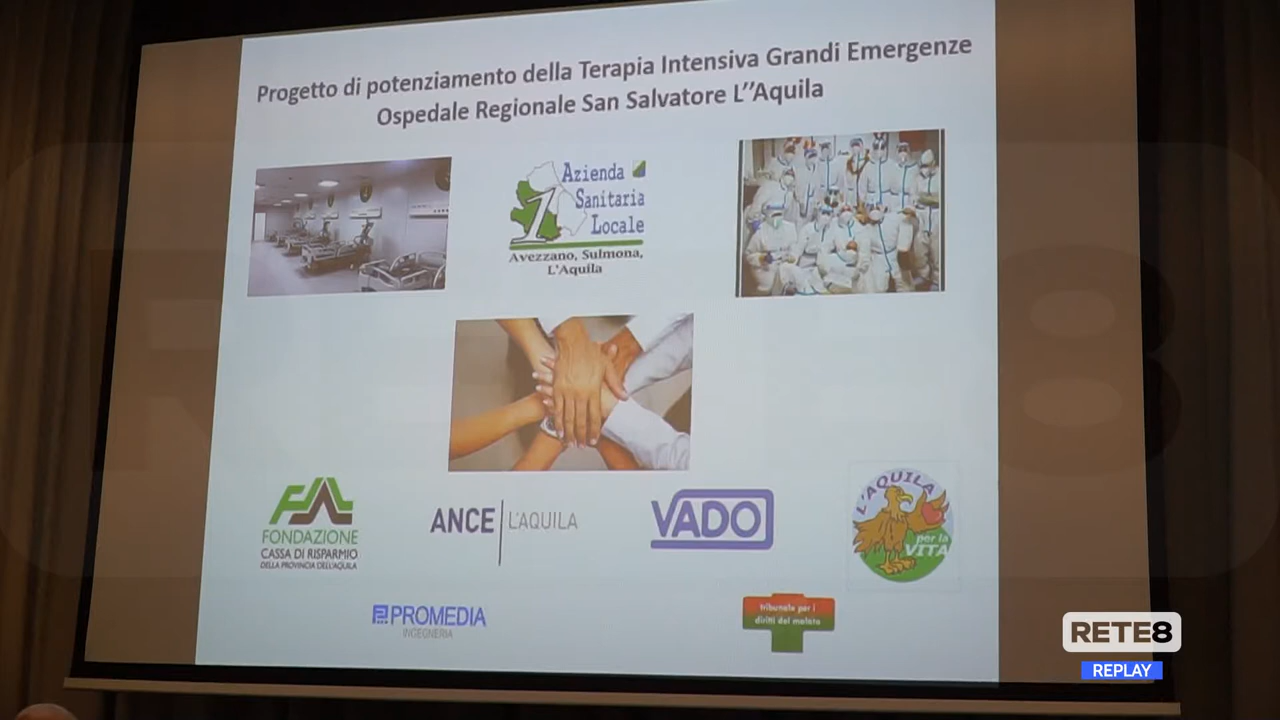 Progetto di potenziamento della Terapia Intensiva Grandi Emergenze
Ospedale Regionale San Salvatore L’’Aquila
Azienda
Sanitaria
Locale
1
Avezzano, Sulmona,
L'Aquila
FONDAZIONE
CASSA DI RISPARMIO
DELLA PROVINCIA DELL'AQUILA
ANCE L'AQUILA
VADO
L'AQUILA
per la
VITA
PROMEDIA
INGEGNERIA
tribunale per i
diritti del malato
RETE8
REPLAY